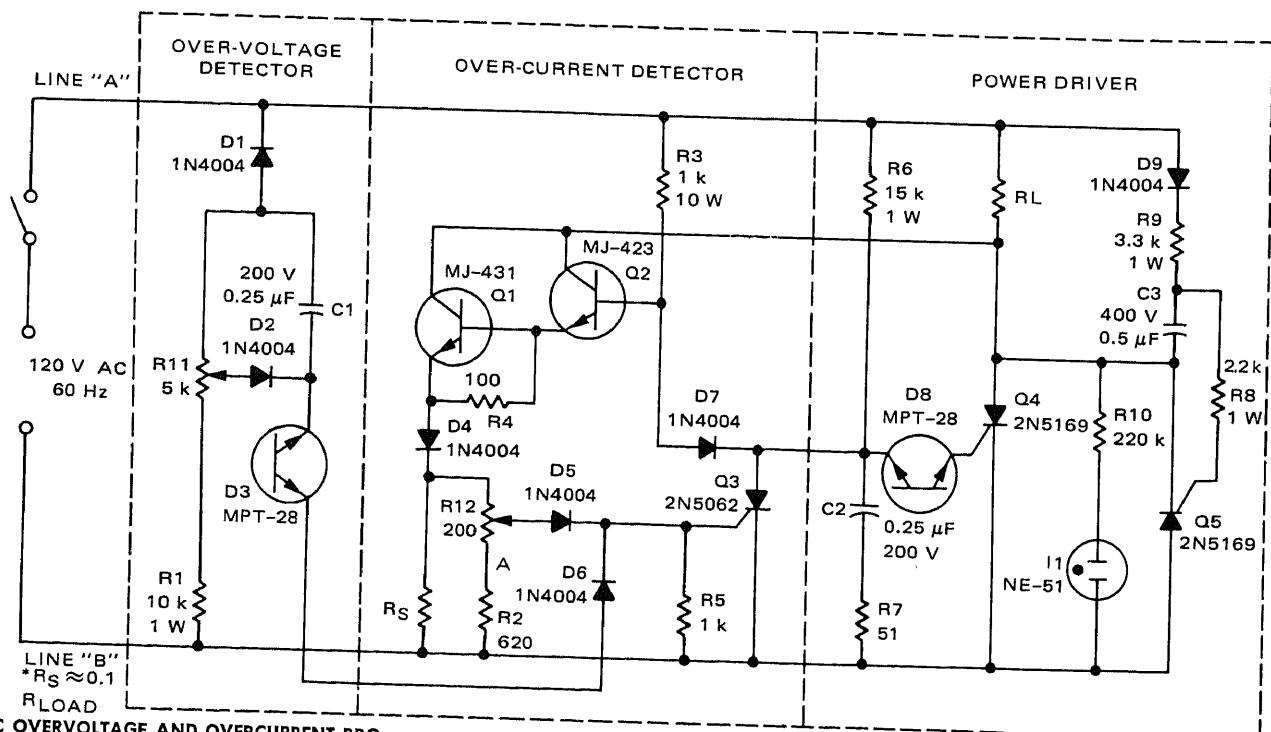 OVER-VOLTAGE
DETECTOR
OVER-CURRENT DETECTOR
POWER DRIVER
LINE "A"
D1
1N4004
R3
1 k
10 W
R6
15 k
1 W
RL
D9
1N4004
R9
3.3 k
1 W
MJ-423
Q2
MJ-431
Q1
200 V
0.25 µF
C1
C3
400 V
0.5 µF
D2
1N4004
120 V AC
60 Hz
R11
5 k
100
R4
D7
1N4004
D8
MPT-28
Q4
2N5169
R10
220 k
2.2 k
R8
1 W
D4
1N4004
D3
MPT-28
R12
200
D5
1N4004
Q3
2N5062
C2
0.25 µF
200 V
Q5
2N5169
A
D6
1N4004
I1
NE-51
R1
10 k
1 W
RS
R2
620
R5
1 k
R7
51
LINE "B"
*RS ≈0.1
RLOAD
C OVERVOLTAGE AND OVERCURRENT PRO